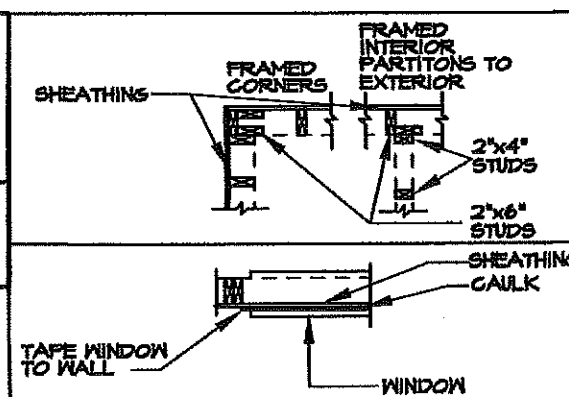 FRAMED
INTERIOR
PARTITONS TO
EXTERIOR
FRAMED
CORNERS
SHEATHING
2"x4"
STUDS
2"x6"
STUDS
SHEATHING
CAULK
TAPE WINDOW
TO WALL
WINDOW